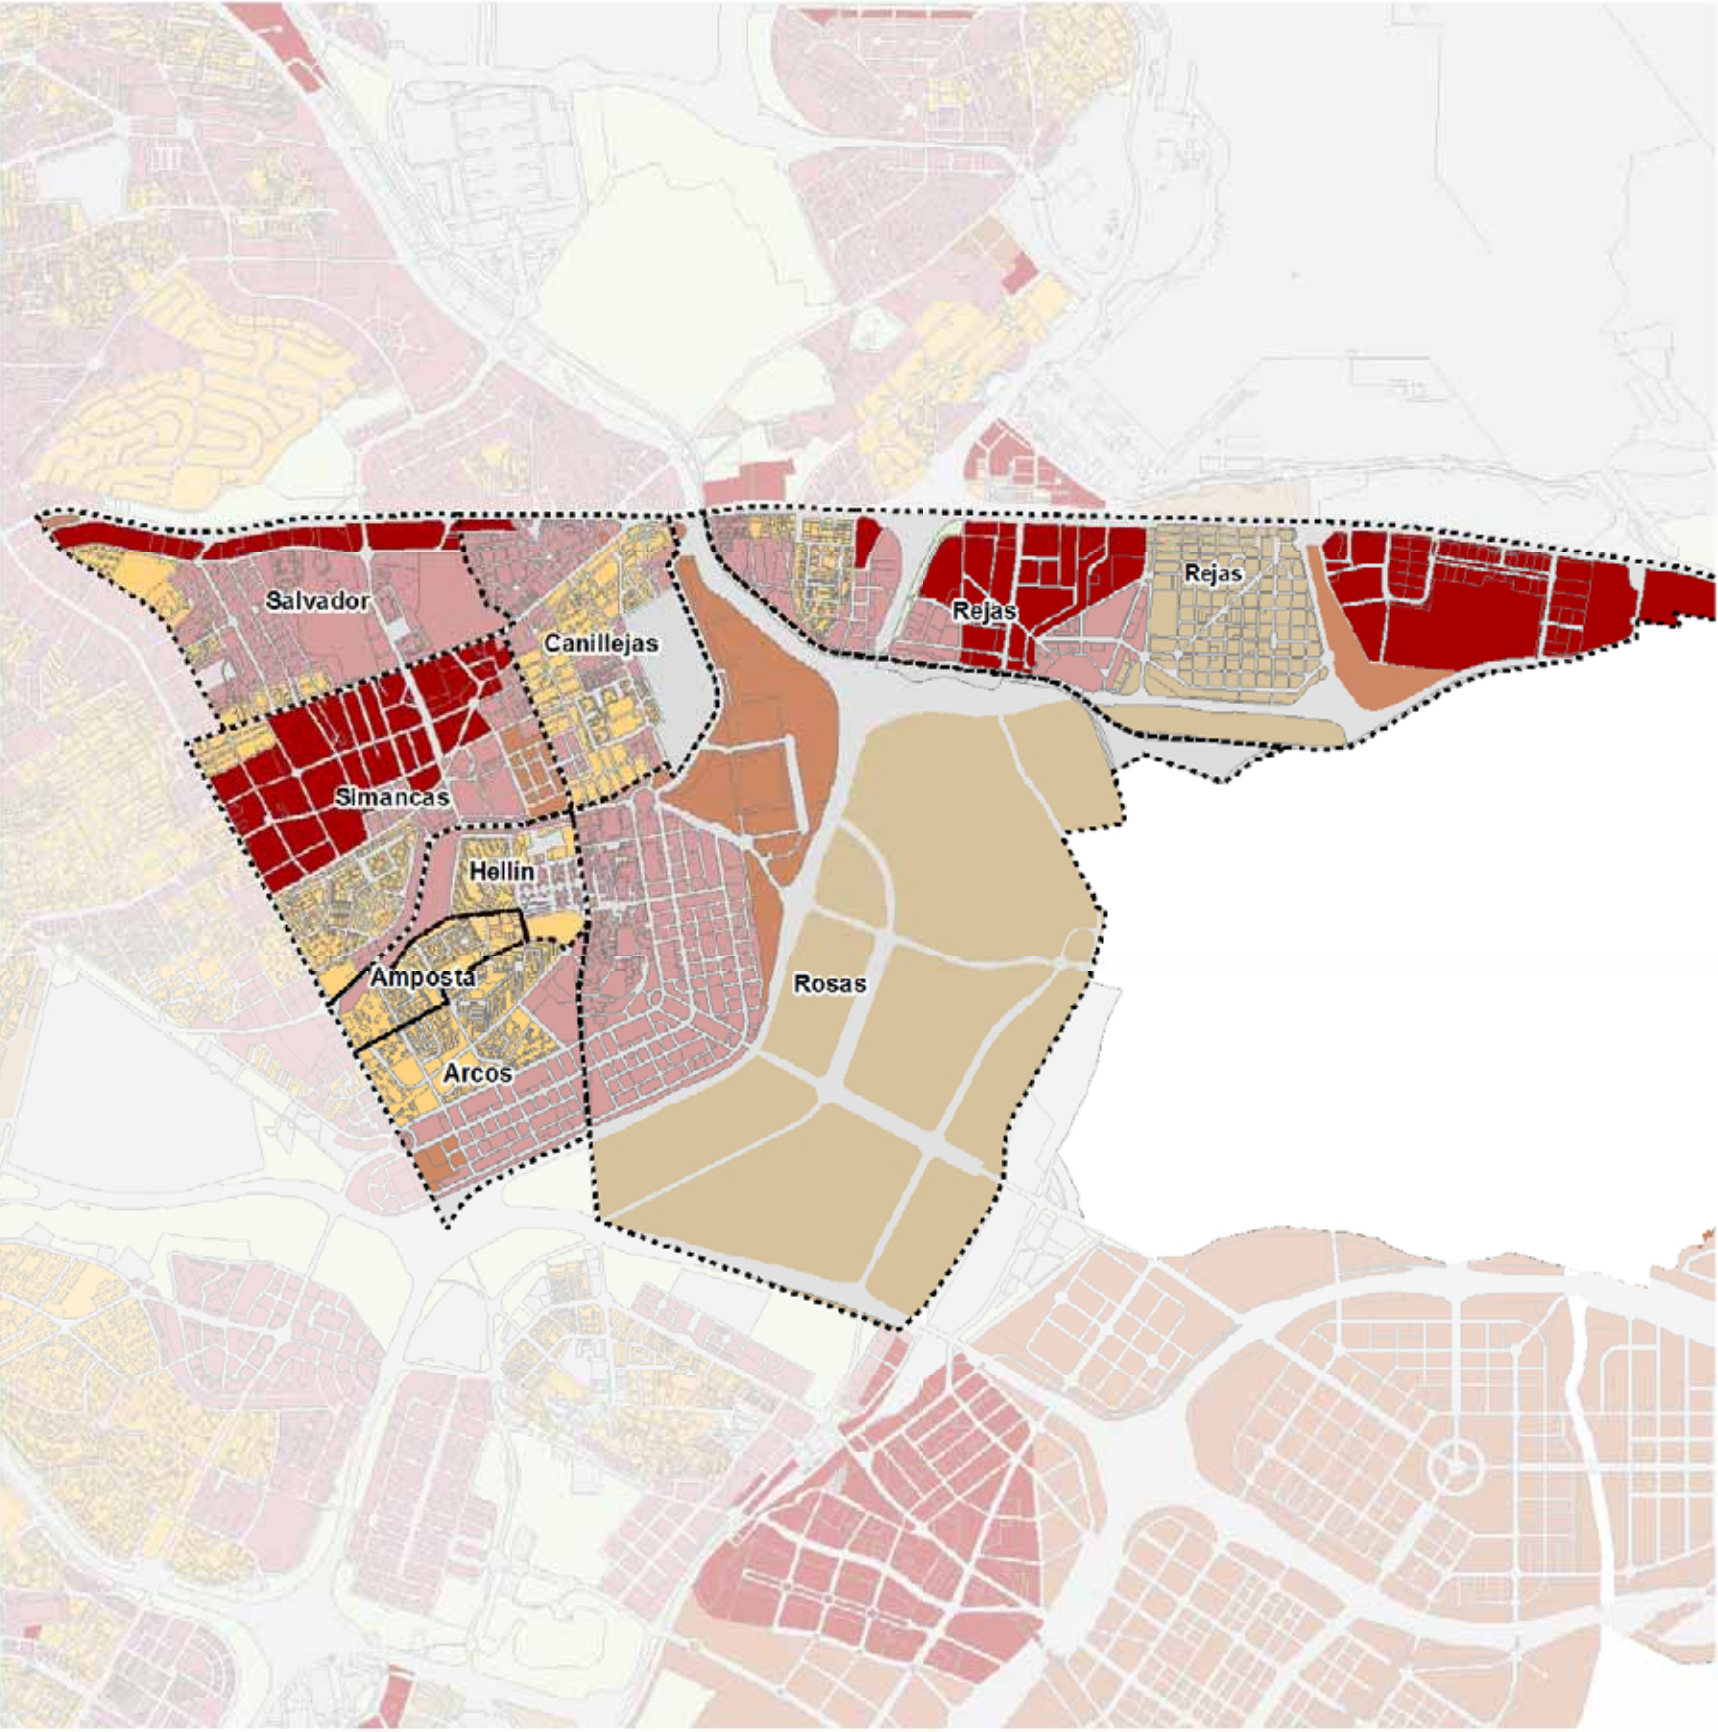 Rejas
Salvador
Rejas
Canillejas
Simancas
Hellín
Amposta
Rosas
Arcos